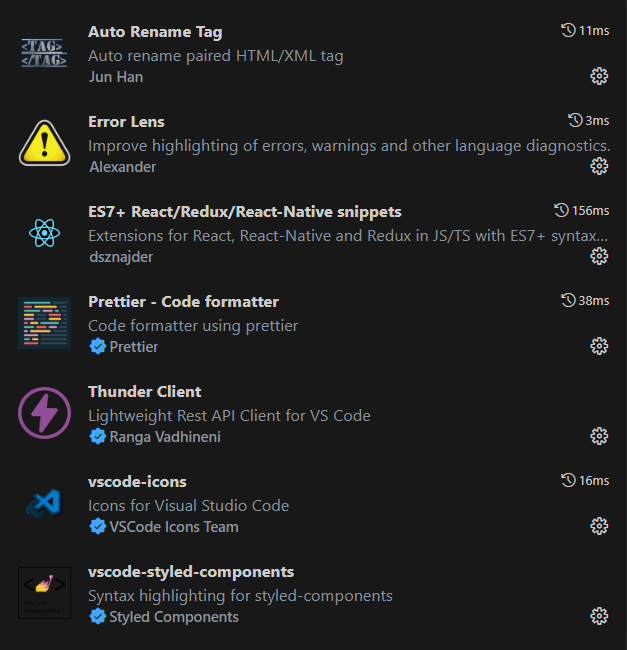 <TAG>
</TAG>
Auto Rename Tag 11ms
Auto rename paired HTML/XML tag
Jun Han
Error Lens 3ms
Improve highlighting of errors, warnings and other language diagnostics.
Alexander
ES7+ React/Redux/React-Native snippets 156ms
Extensions for React, React-Native and Redux in JS/TS with ES7+ syntax...
dsznajder
Prettier - Code formatter 38ms
Code formatter using prettier
Prettier
Thunder Client
Lightweight Rest API Client for VS Code
Ranga Vadhineni
vscode-icons 16ms
Icons for Visual Studio Code
VSCode Icons Team
vscode-styled-components
Syntax highlighting for styled-components
Styled Components
styled
components